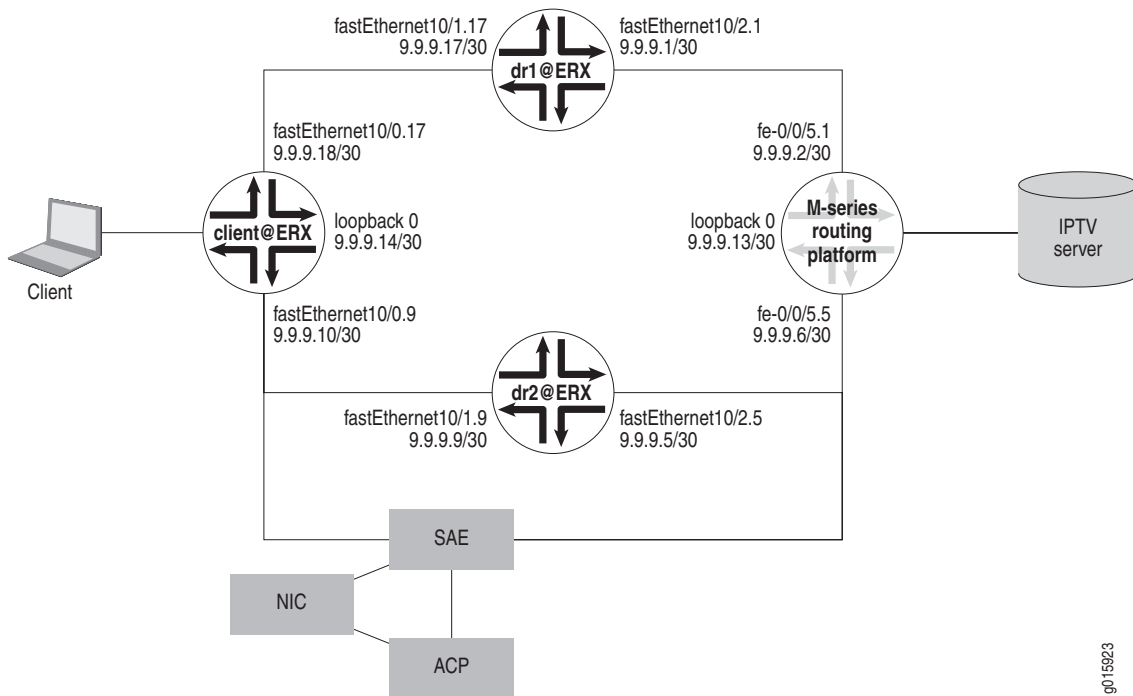 fastEthernet10/1.17
9.9.9.17/30
fastEthernet10/2.1
9.9.9.1/30
dr1@ERX
fastEthernet10/0.17
9.9.9.18/30
fe-0/0/5.1
9.9.9.2/30
client@ERX
loopback 0
9.9.9.14/30
loopback 0
9.9.9.13/30
M-series
routing
platform
IPTV
server
Client
fastEthernet10/0.9
9.9.9.10/30
fe-0/0/5.5
9.9.9.6/30
dr2@ERX
fastEthernet10/1.9
9.9.9.9/30
fastEthernet10/2.5
9.9.9.5/30
SAE
NIC
ACP
g015923